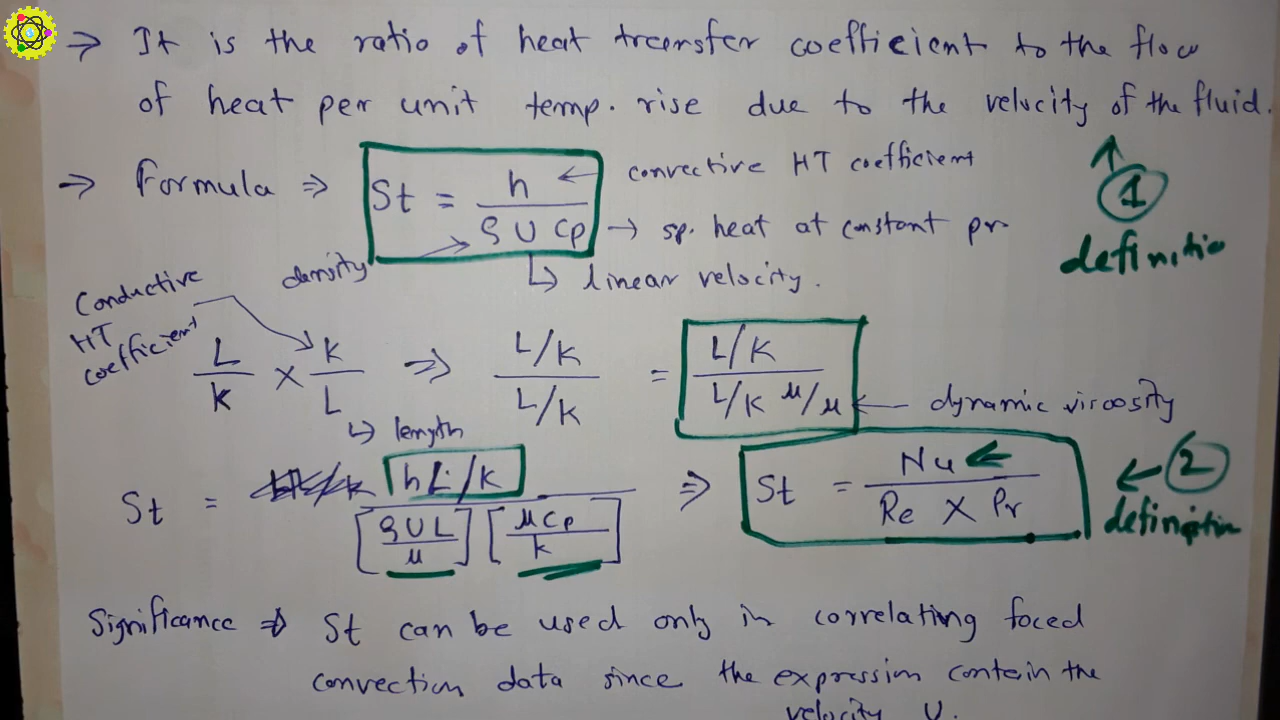 ⇒ It is the ratio of heat transfer coefficient to the flow
of heat per unit temp. rise due to the velocity of the fluid.
→ Formula ⇒ St = h / ρ U Cp
← convective HT coefficient
→ sp. heat at constant pr
density
↳ linear velocity.
↑ ① definitio
Conductive
HT
coefficient
L/k × k/L ⇒ (L/k)/(L/k) = (L/k)/(L/k μ/μ) ← dynamic viscosity
↳ length
St = (hL/k)/([ρUL/μ] [μCp/k]) ⇒ St = Nu/(Re × Pr)
← ② definition
Significance ⇒ St can be used only in correlating foced
convection data since the expression contain the
velocity U.